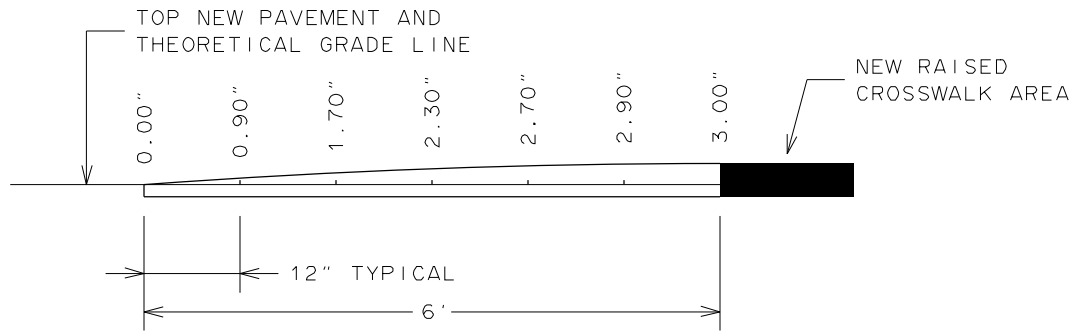 TOP NEW PAVEMENT AND
THEORETICAL GRADE LINE
NEW RAISED
CROSSWALK AREA
0.00"
0.90"
1.70"
2.30"
2.70"
2.90"
3.00"
12" TYPICAL
6'